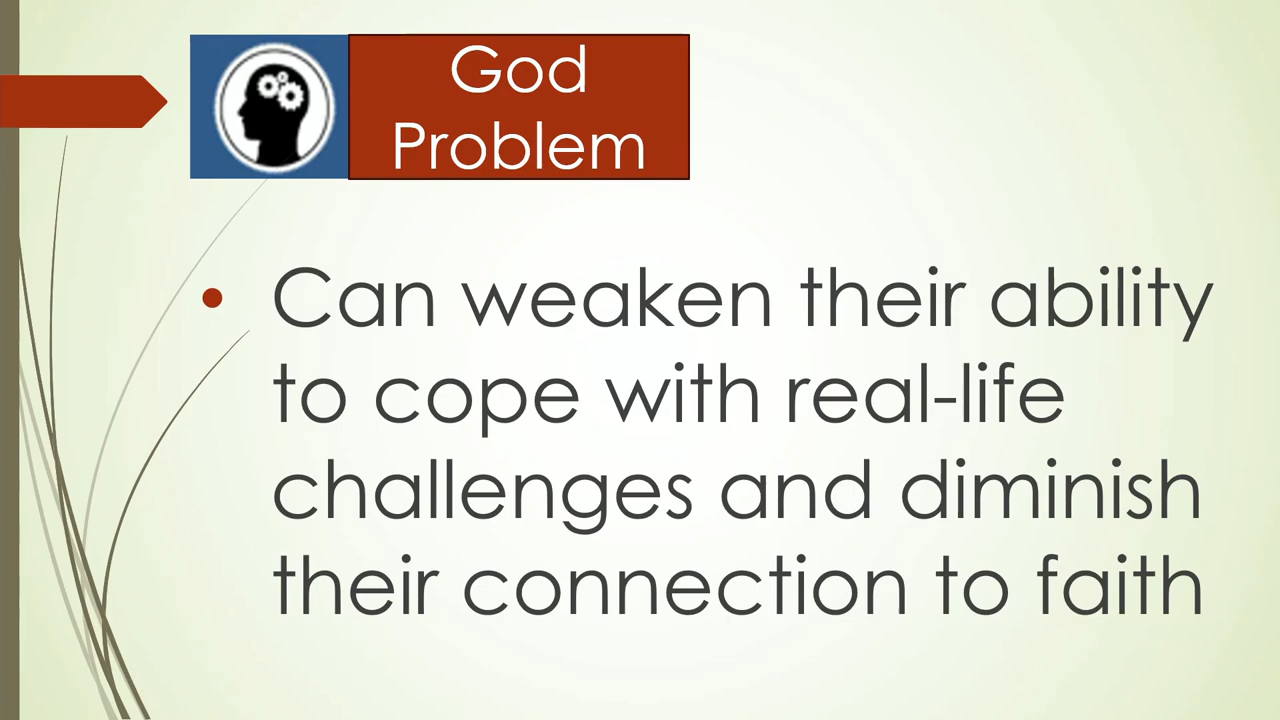 God
Problem
• Can weaken their ability
to cope with real-life
challenges and diminish
their connection to faith